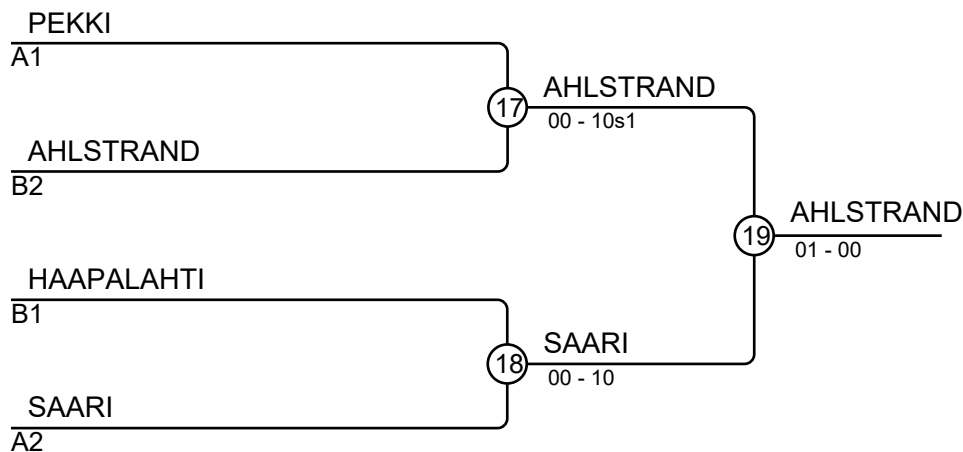 PEKKI
A1
17
AHLSTRAND
00 - 10s1
AHLSTRAND
B2
19
AHLSTRAND
01 - 00
HAAPALAHTI
B1
18
SAARI
00 - 10
SAARI
A2